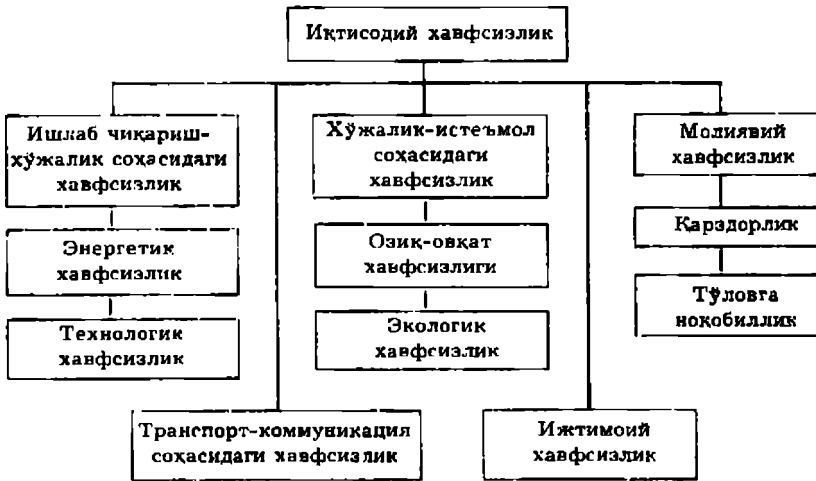 Иқтисодий хавфсизлик
Ишлаб чиқариш-
хўжалик соҳасидаги
хавфсизлик
Хўжалик-истеъмол
соҳасидаги
хавфсизлик
Молиявий
хавфсизлик
Энергетик
хавфсизлик
Озиқ-овқат
хавфсизлиги
Қарздорлик
Технологик
хавфсизлик
Экологик
хавфсизлик
Тўловга
ноқобиллик
Транспорт-коммуникация
соҳасидаги хавфсизлик
Ижтимоий
хавфсизлик